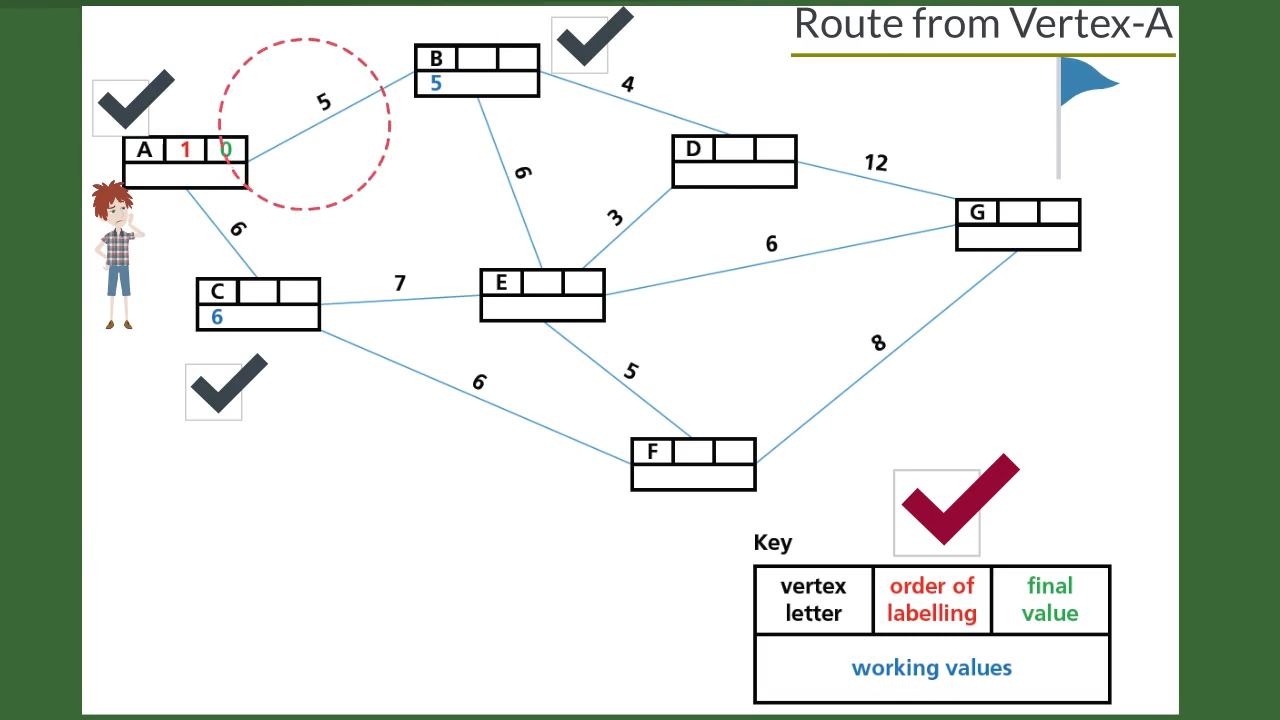 Route from Vertex-A
B
5
4
5
A 1 0
D
12
6
G
3
6
6
E
7
C
6
5
8
6
F
Key
vertex letter
order of labelling
final value
working values